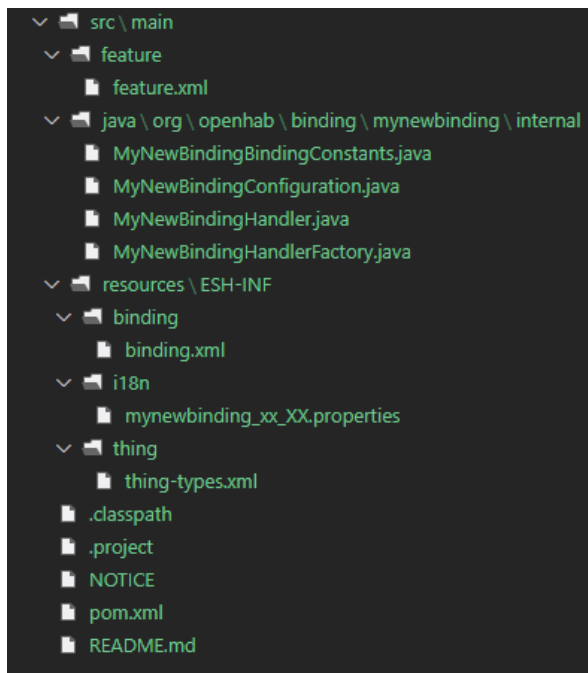 src \ main
feature
feature.xml
java \ org \ openhab \ binding \ mynewbinding \ internal
MyNewBindingBindingConstants.java
MyNewBindingConfiguration.java
MyNewBindingHandler.java
MyNewBindingHandlerFactory.java
resources \ ESH-INF
binding
binding.xml
i18n
mynewbinding_xx_XX.properties
thing
thing-types.xml
.classpath
.project
NOTICE
pom.xml
README.md